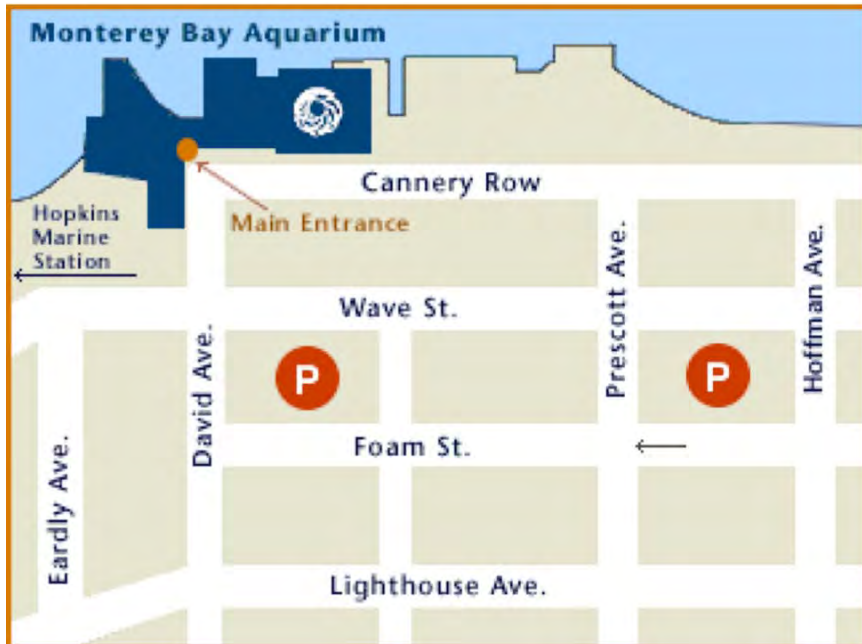 Monterey Bay Aquarium
Cannery Row
Main Entrance
Hopkins
Marine
Station
Wave St.
Prescott Ave.
Hoffman Ave.
P
P
David Ave.
Foam St.
Eardly Ave.
Lighthouse Ave.